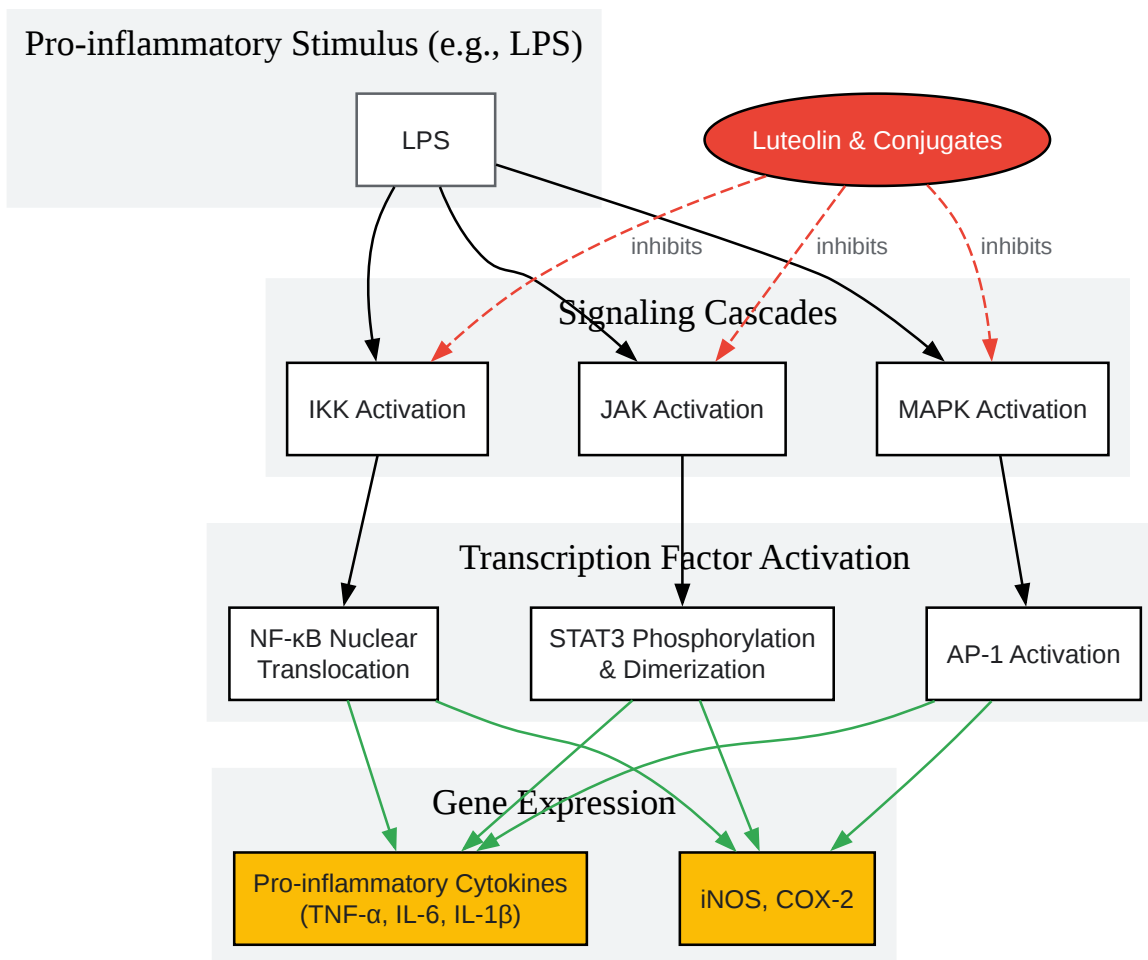 Pro-inflammatory Stimulus (e.g., LPS)
LPS
Luteolin & Conjugates
inhibits
inhibits
inhibits
Signaling Cascades
IKK Activation
JAK Activation
MAPK Activation
Transcription Factor Activation
NF-κB Nuclear
Translocation
STAT3 Phosphorylation
& Dimerization
AP-1 Activation
Gene Expression
Pro-inflammatory Cytokines
(TNF-α, IL-6, IL-1β)
iNOS, COX-2